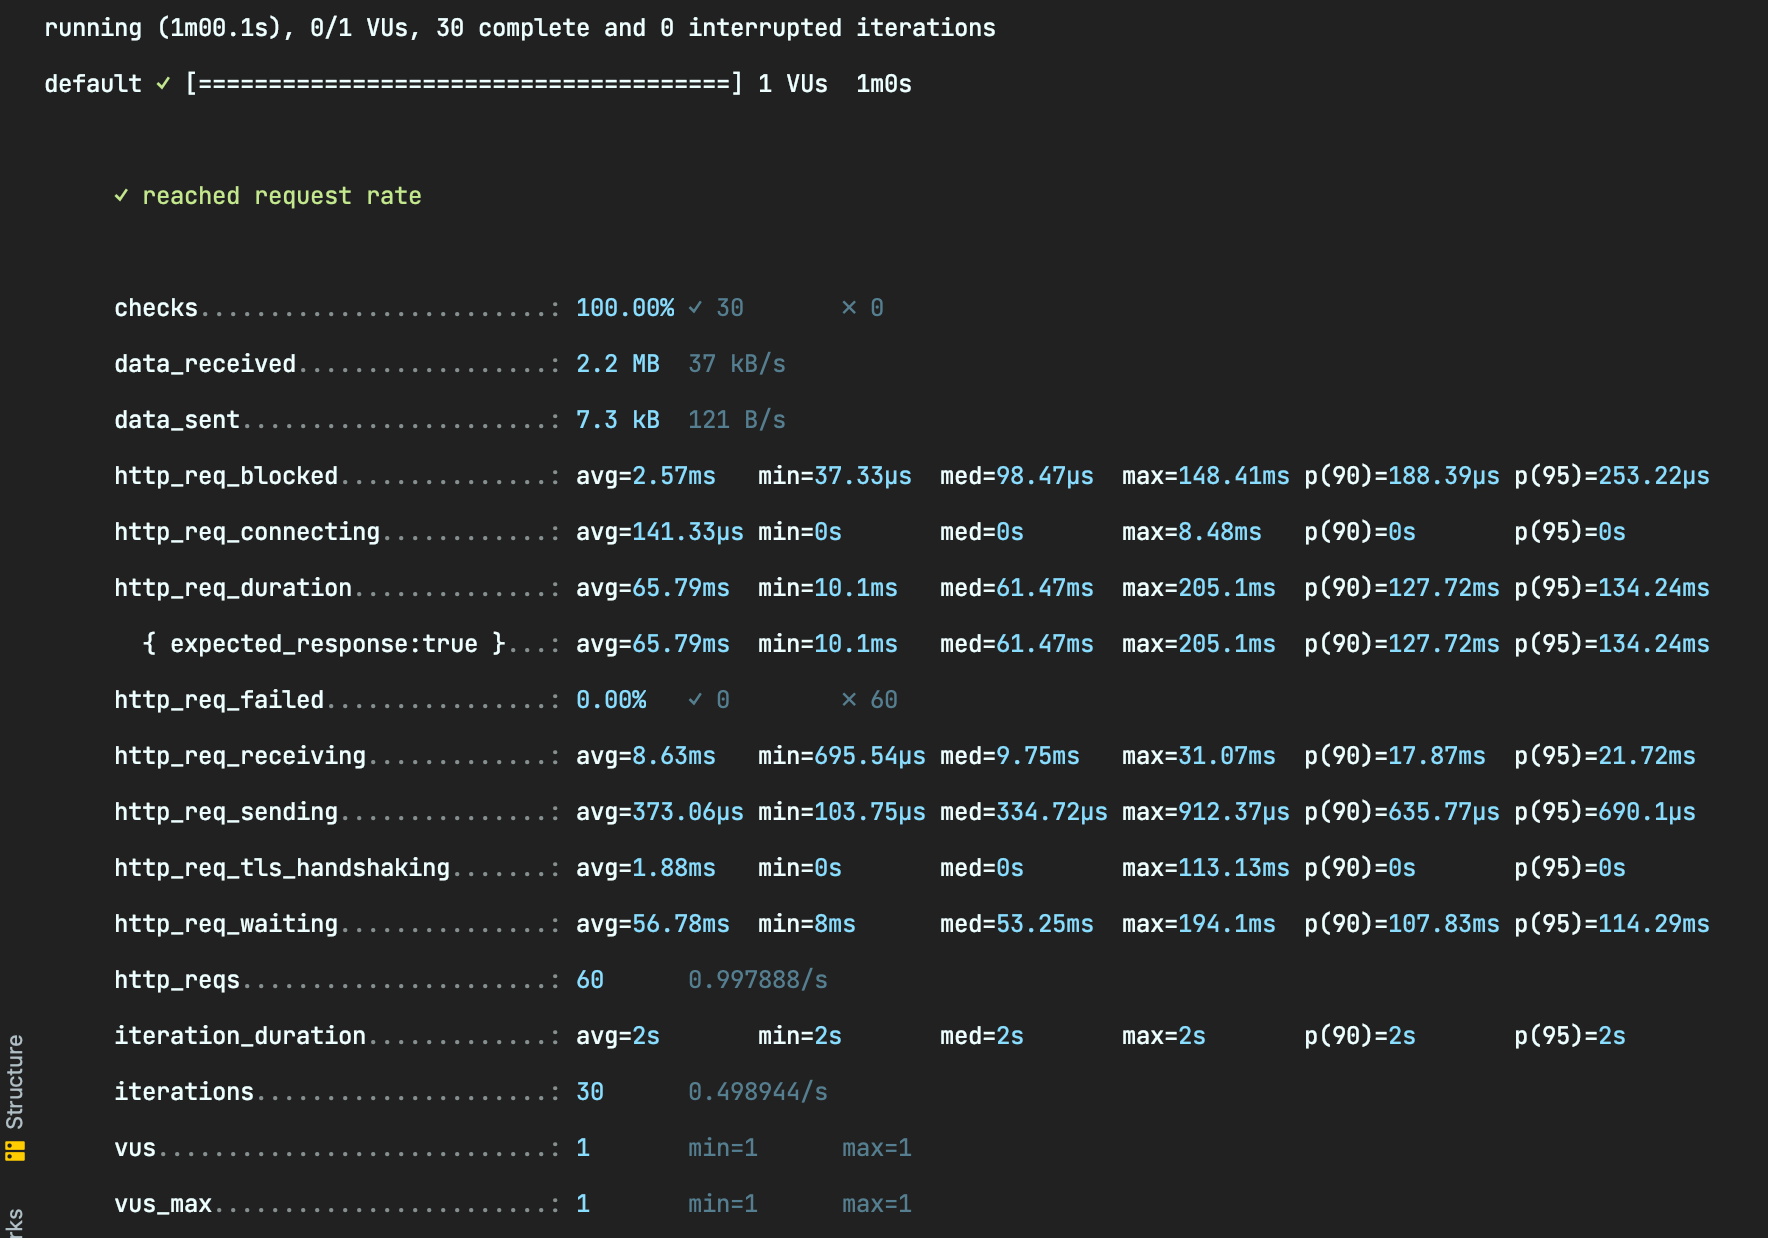 running (1m00.1s), 0/1 VUs, 30 complete and 0 interrupted iterations
default ✓ [======================================] 1 VUs  1m0s
✓ reached request rate
checks.........................: 100.00% ✓ 30       ✗ 0
data_received..................: 2.2 MB  37 kB/s
data_sent......................: 7.3 kB  121 B/s
http_req_blocked...............: avg=2.57ms   min=37.33µs  med=98.47µs  max=148.41ms p(90)=188.39µs p(95)=253.22µs
http_req_connecting............: avg=141.33µs min=0s       med=0s       max=8.48ms   p(90)=0s       p(95)=0s
http_req_duration..............: avg=65.79ms  min=10.1ms   med=61.47ms  max=205.1ms  p(90)=127.72ms p(95)=134.24ms
{ expected_response:true }...: avg=65.79ms  min=10.1ms   med=61.47ms  max=205.1ms  p(90)=127.72ms p(95)=134.24ms
http_req_failed................: 0.00%   ✓ 0        ✗ 60
http_req_receiving.............: avg=8.63ms   min=695.54µs med=9.75ms   max=31.07ms  p(90)=17.87ms  p(95)=21.72ms
http_req_sending...............: avg=373.06µs min=103.75µs med=334.72µs max=912.37µs p(90)=635.77µs p(95)=690.1µs
http_req_tls_handshaking.......: avg=1.88ms   min=0s       med=0s       max=113.13ms p(90)=0s       p(95)=0s
http_req_waiting...............: avg=56.78ms  min=8ms      med=53.25ms  max=194.1ms  p(90)=107.83ms p(95)=114.29ms
http_reqs......................: 60      0.997888/s
iteration_duration.............: avg=2s       min=2s       med=2s       max=2s       p(90)=2s       p(95)=2s
iterations.....................: 30      0.498944/s
vus............................: 1       min=1      max=1
vus_max........................: 1       min=1      max=1
Structure
rks